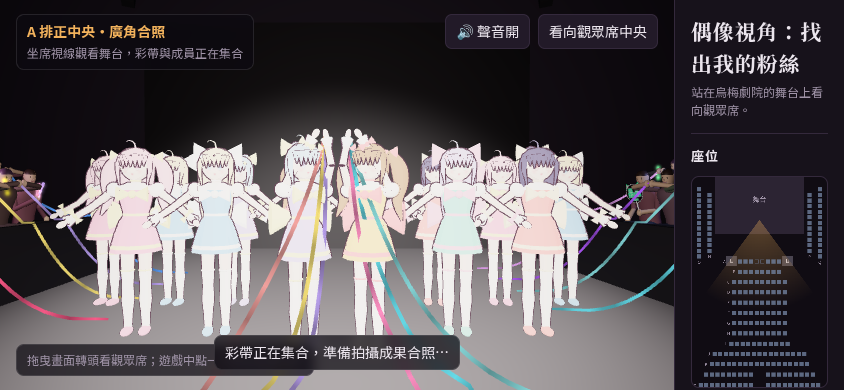 A 排正中央・廣角合照
坐席視線觀看舞台，彩帶與成員正在集合
🔊 聲音開
看向觀眾席中央
拖曳畫面轉頭看觀眾席；遊戲中點一
彩帶正在集合，準備拍攝成果合照⋯
偶像視角：找
出我的粉絲
站在烏梅劇院的舞台上看
向觀眾席。
座位
舞台